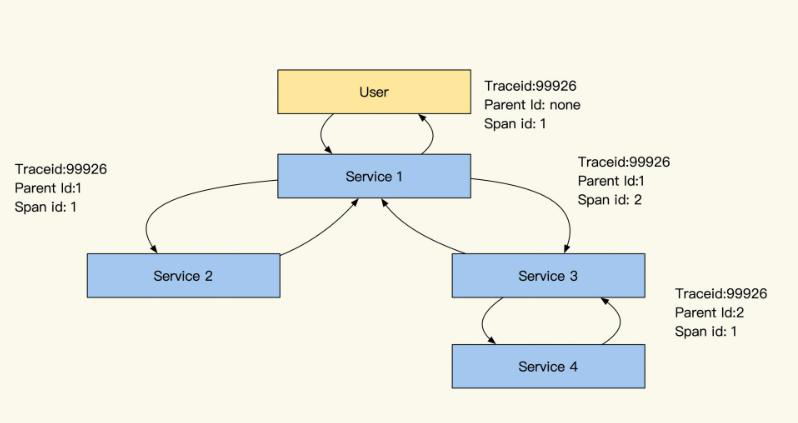 User
Traceid:99926
Parent Id: none
Span id: 1
Service 1
Traceid:99926
Parent Id:1
Span id: 1
Traceid:99926
Parent Id:1
Span id: 2
Service 2
Service 3
Traceid:99926
Parent Id:2
Span id: 1
Service 4